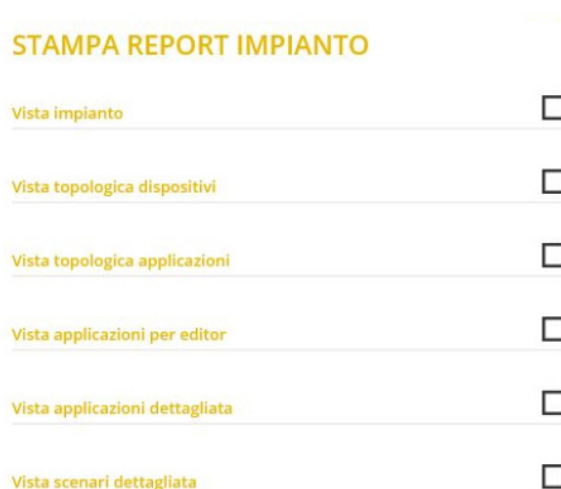 STAMPA REPORT IMPIANTO
Vista impianto
Vista topologica dispositivi
Vista topologica applicazioni
Vista applicazioni per editor
Vista applicazioni dettagliata
Vista scenari dettagliata